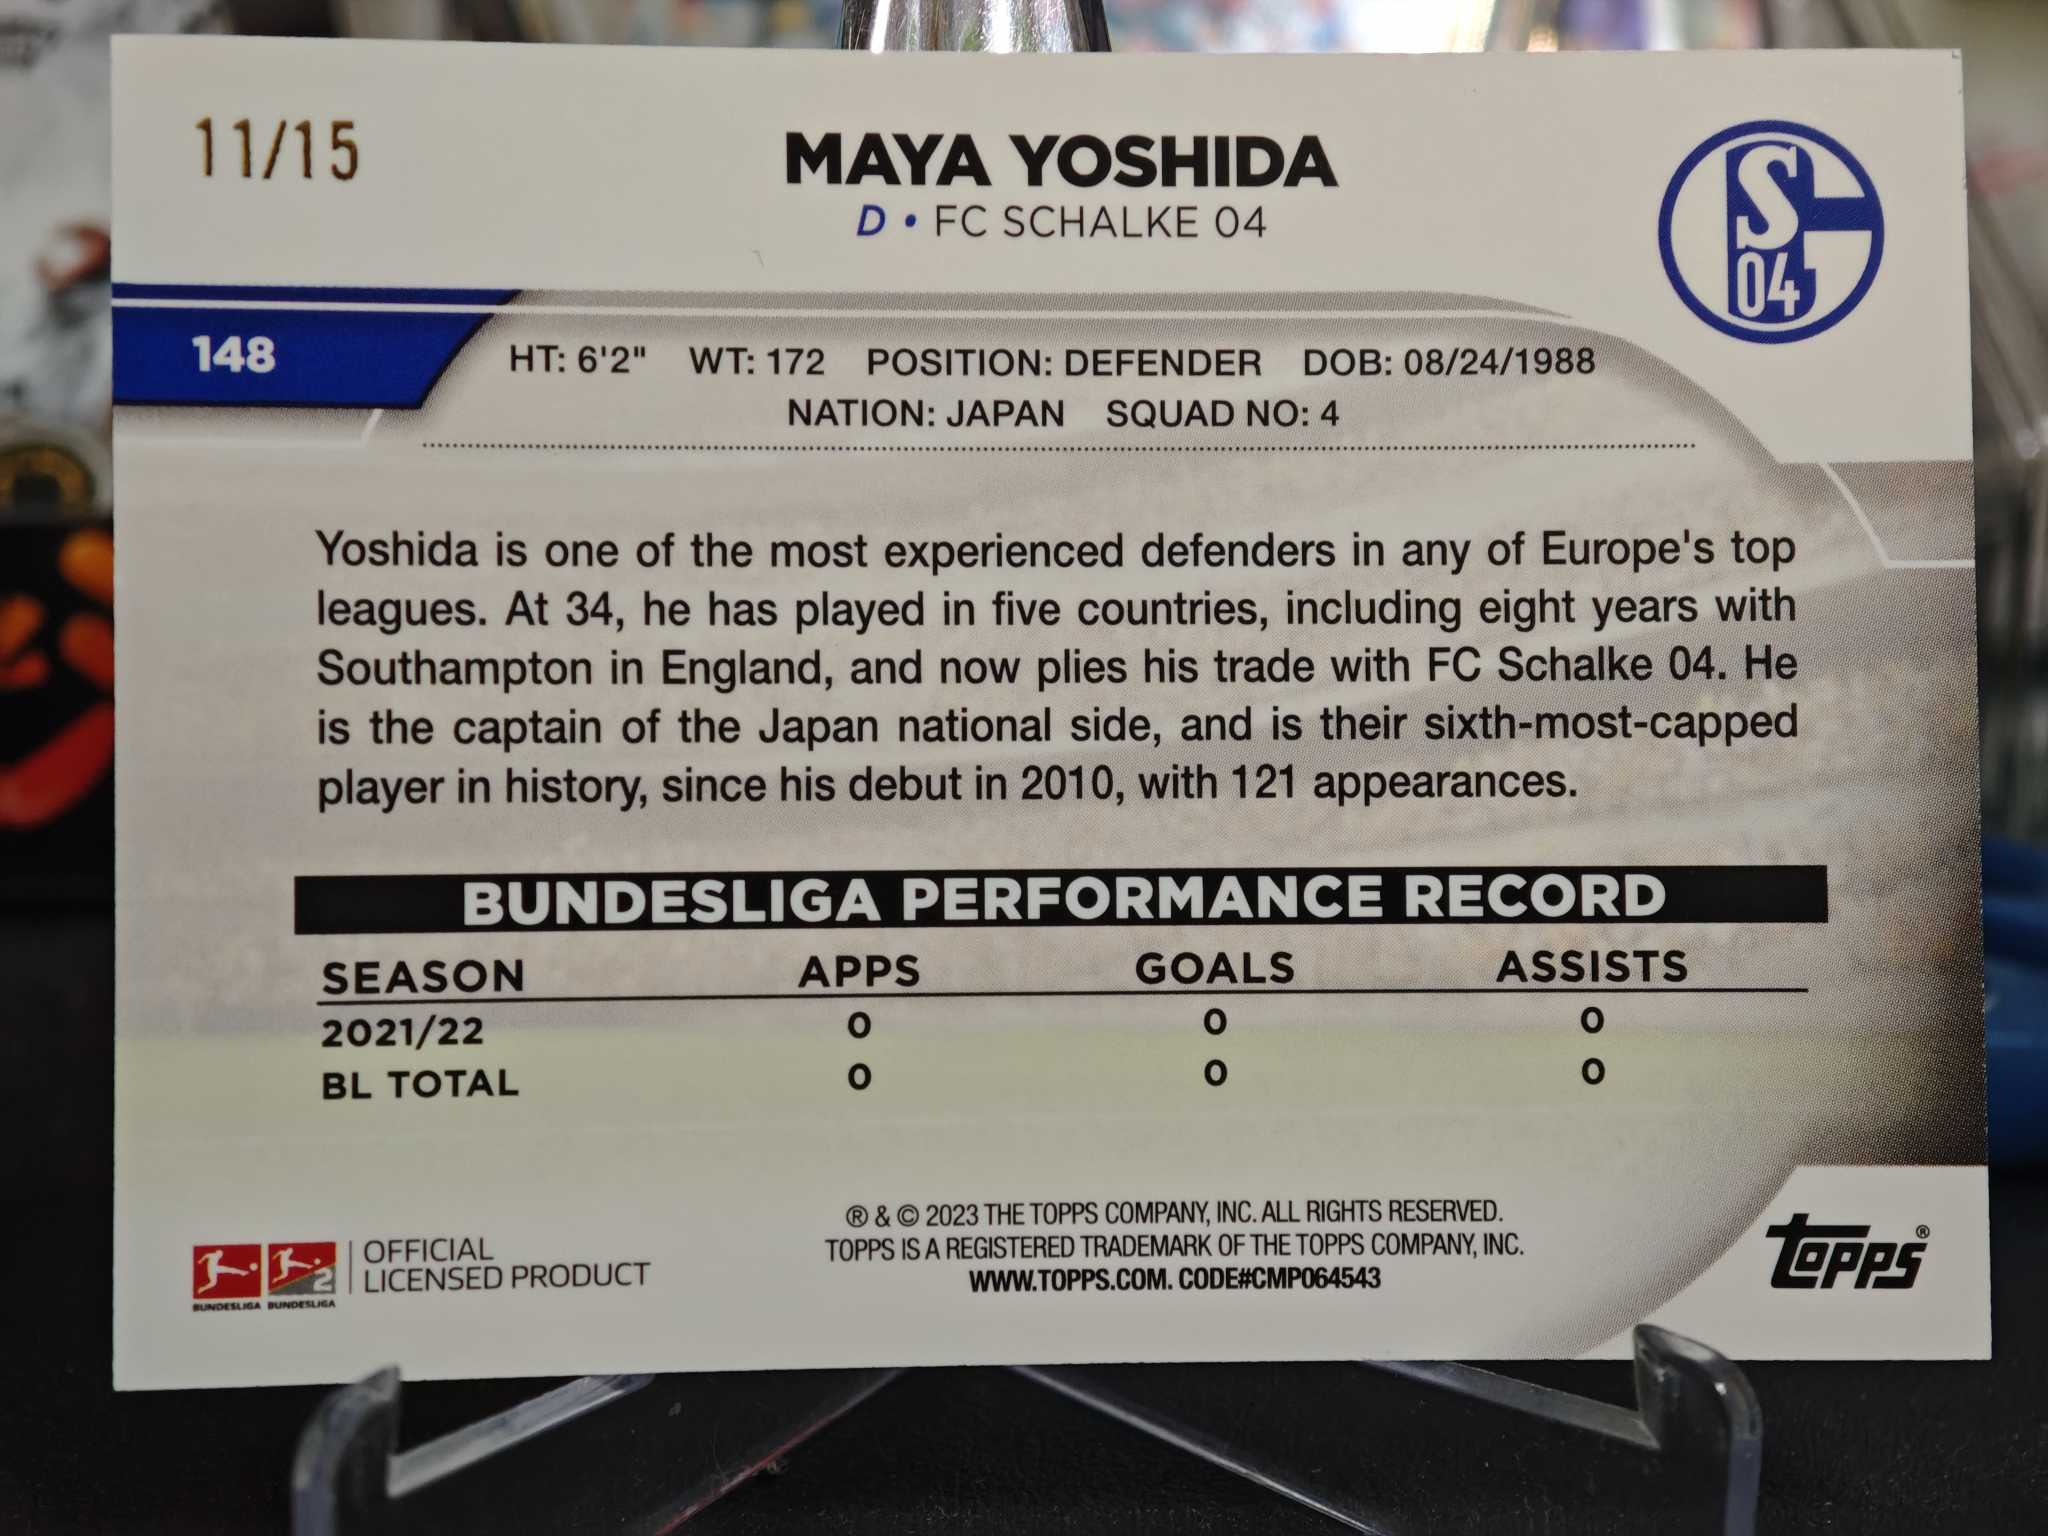 11/15
MAYA YOSHIDA
D • FC SCHALKE 04
S
04
148
HT: 6'2" WT: 172 POSITION: DEFENDER DOB: 08/24/1988
NATION: JAPAN SQUAD NO: 4
Yoshida is one of the most experienced defenders in any of Europe's top
leagues. At 34, he has played in five countries, including eight years with
Southampton in England, and now plies his trade with FC Schalke 04. He
is the captain of the Japan national side, and is their sixth-most-capped
player in history, since his debut in 2010, with 121 appearances.
BUNDESLIGA PERFORMANCE RECORD
SEASON APPS GOALS ASSISTS
2021/22 0 0 0
BL TOTAL 0 0 0
® & © 2023 THE TOPPS COMPANY, INC. ALL RIGHTS RESERVED.
TOPPS IS A REGISTERED TRADEMARK OF THE TOPPS COMPANY, INC.
WWW.TOPPS.COM. CODE#CMP064543
2
BUNDESLIGA BUNDESLIGA
OFFICIAL
LICENSED PRODUCT
topps®